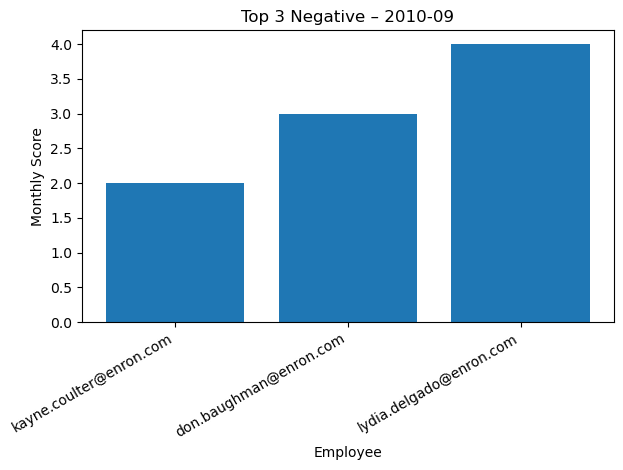 Top 3 Negative – 2010-09
Monthly Score
4.0
3.5
3.0
2.5
2.0
1.5
1.0
0.5
0.0
kayne.coulter@enron.com
don.baughman@enron.com
lydia.delgado@enron.com
Employee